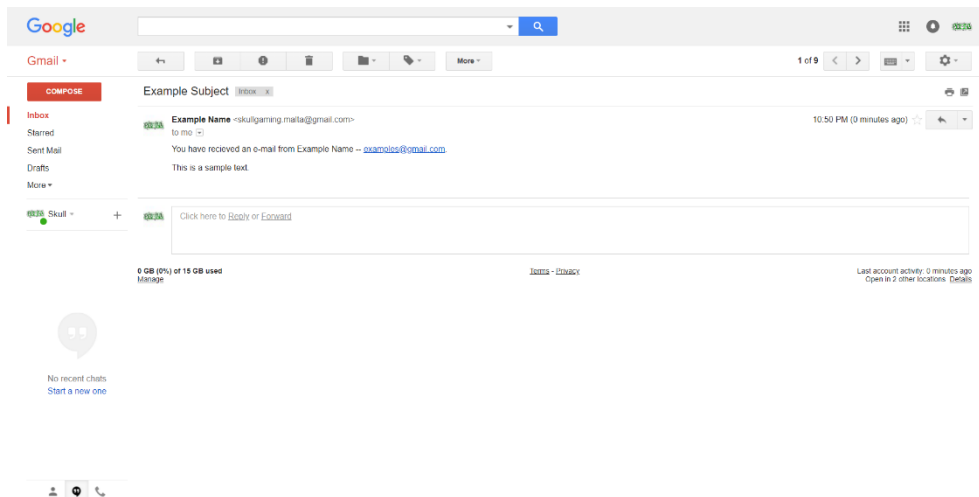 Google
Gmail
More
1 of 9
COMPOSE
Example Subject Inbox x
Inbox
Starred
Sent Mail
Drafts
More
Example Name <skullgaming.malta@gmail.com>
10:50 PM (0 minutes ago)
to me
You have recieved an e-mail from Example Name -- examples@gmail.com.
This is a sample text.
Skull
+
Click here to Reply or Forward
0 GB (0%) of 15 GB used
Manage
Terms - Privacy
Last account activity: 0 minutes ago
Open in 2 other locations Details
No recent chats
Start a new one